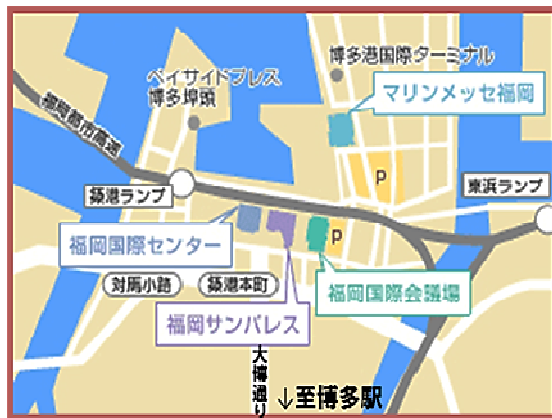 博多港国際ターミナル
ベイサイドプレス
博多埠頭
マリンメッセ福岡
福岡都市高速
P
東浜ランプ
築港ランプ
福岡国際センター
P
対馬小路
築港本町
福岡国際会議場
福岡サンパレス
大博通り
↓至博多駅